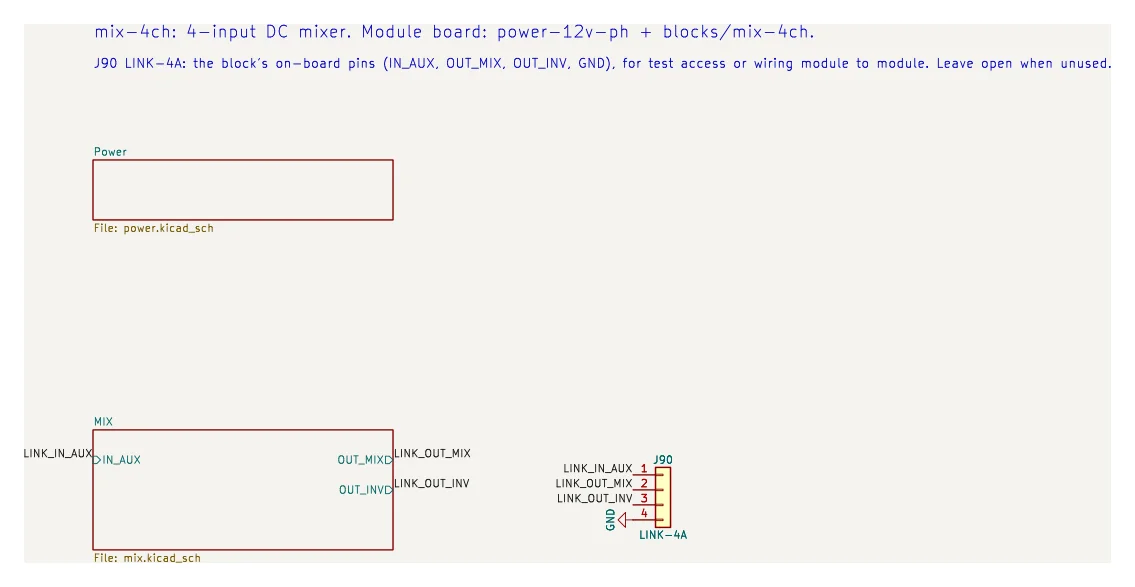 mix-4ch: 4-input DC mixer. Module board: power-12v-ph + blocks/mix-4ch.
J90 LINK-4A: the block's on-board pins (IN_AUX, OUT_MIX, OUT_INV, GND), for test access or wiring module to module. Leave open when unused.
Power
File: power.kicad_sch
MIX
LINK_IN_AUX
IN_AUX
OUT_MIX
LINK_OUT_MIX
OUT_INV
LINK_OUT_INV
File: mix.kicad_sch
J90
LINK_IN_AUX 1
LINK_OUT_MIX 2
LINK_OUT_INV 3
GND 4
LINK-4A